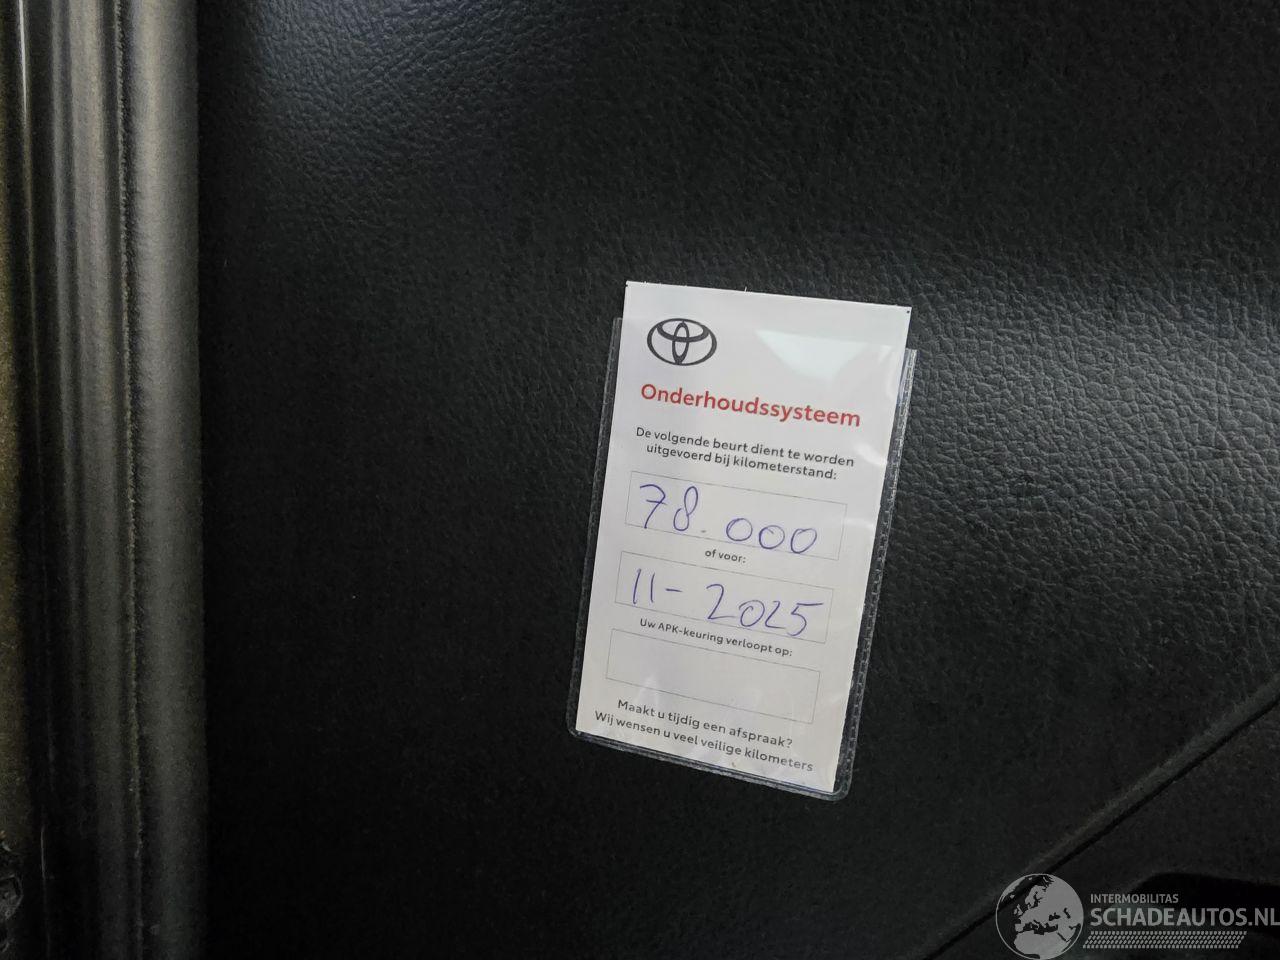 Onderhoudssysteem
De volgende beurt dient te worden
uitgevoerd bij kilometerstand:
78.000
of voor:
11-2025
Uw APK-keuring verloopt op:
Maakt u tijdig een afspraak?
Wij wensen u veel veilige kilometers
INTERMOBILITAS
SCHADEAUTOS.NL